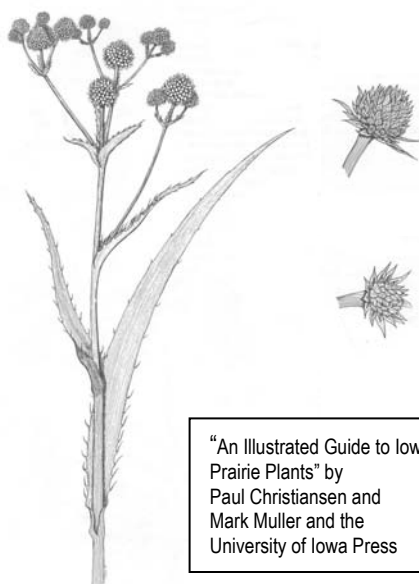 “An Illustrated Guide to Iow
Prairie Plants” by
Paul Christiansen and
Mark Muller and the
University of Iowa Press